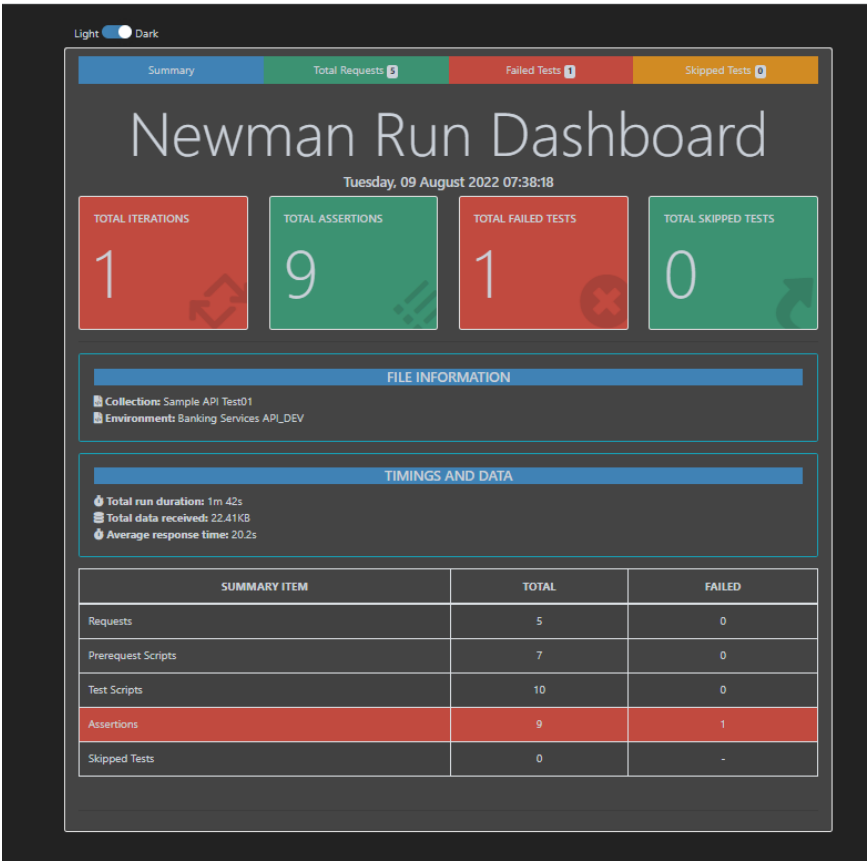 Light Dark
Summary Total Requests 5 Failed Tests 1 Skipped Tests 0
Newman Run Dashboard
Tuesday, 09 August 2022 07:38:18
TOTAL ITERATIONS TOTAL ASSERTIONS TOTAL FAILED TESTS TOTAL SKIPPED TESTS
1 9 1 0
FILE INFORMATION
Collection: Sample API Test01
Environment: Banking Services API_DEV
TIMINGS AND DATA
Total run duration: 1m 42s
Total data received: 22.41KB
Average response time: 20.2s
SUMMARY ITEM TOTAL FAILED
Requests 5 0
Prerequest Scripts 7 0
Test Scripts 10 0
Assertions 9 1
Skipped Tests 0 -